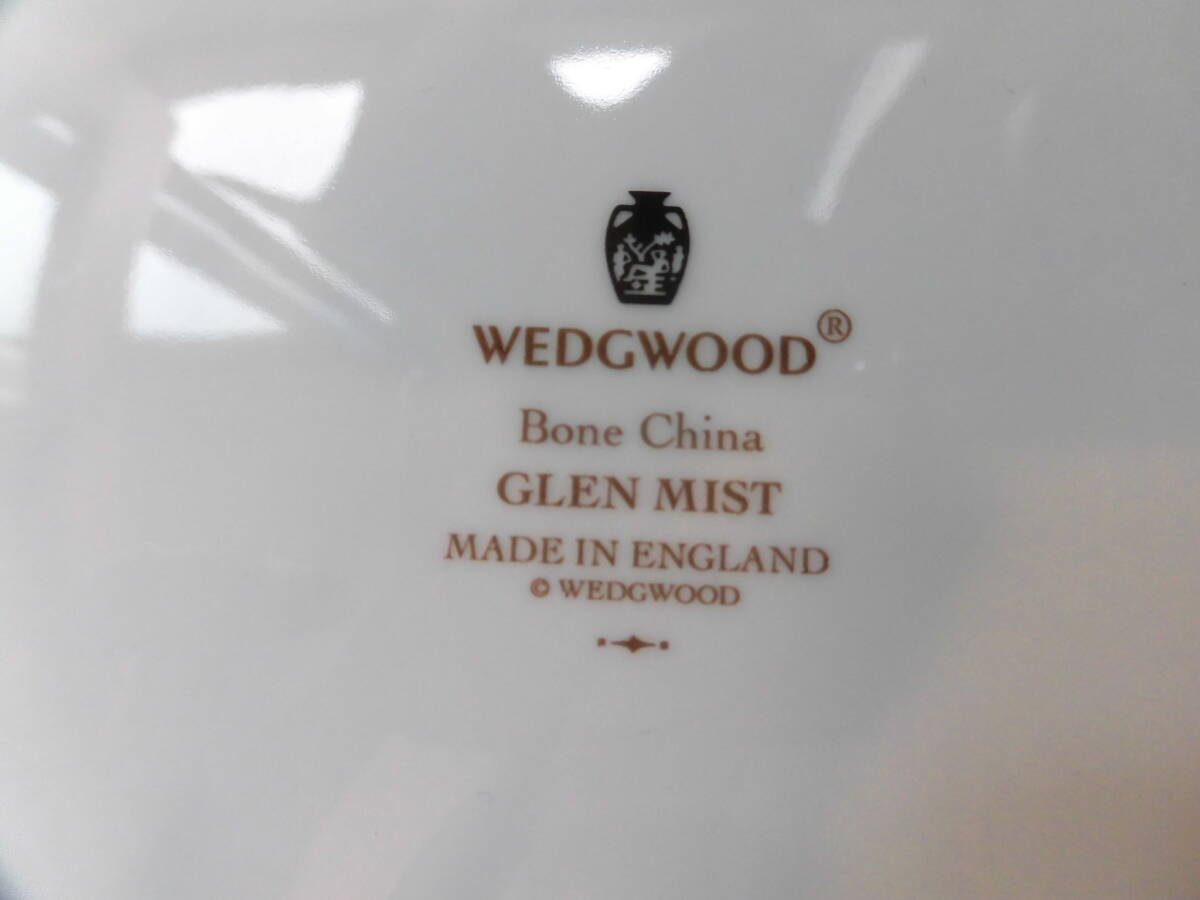 WEDGWOOD®
Bone China
GLEN MIST
MADE IN ENGLAND
© WEDGWOOD